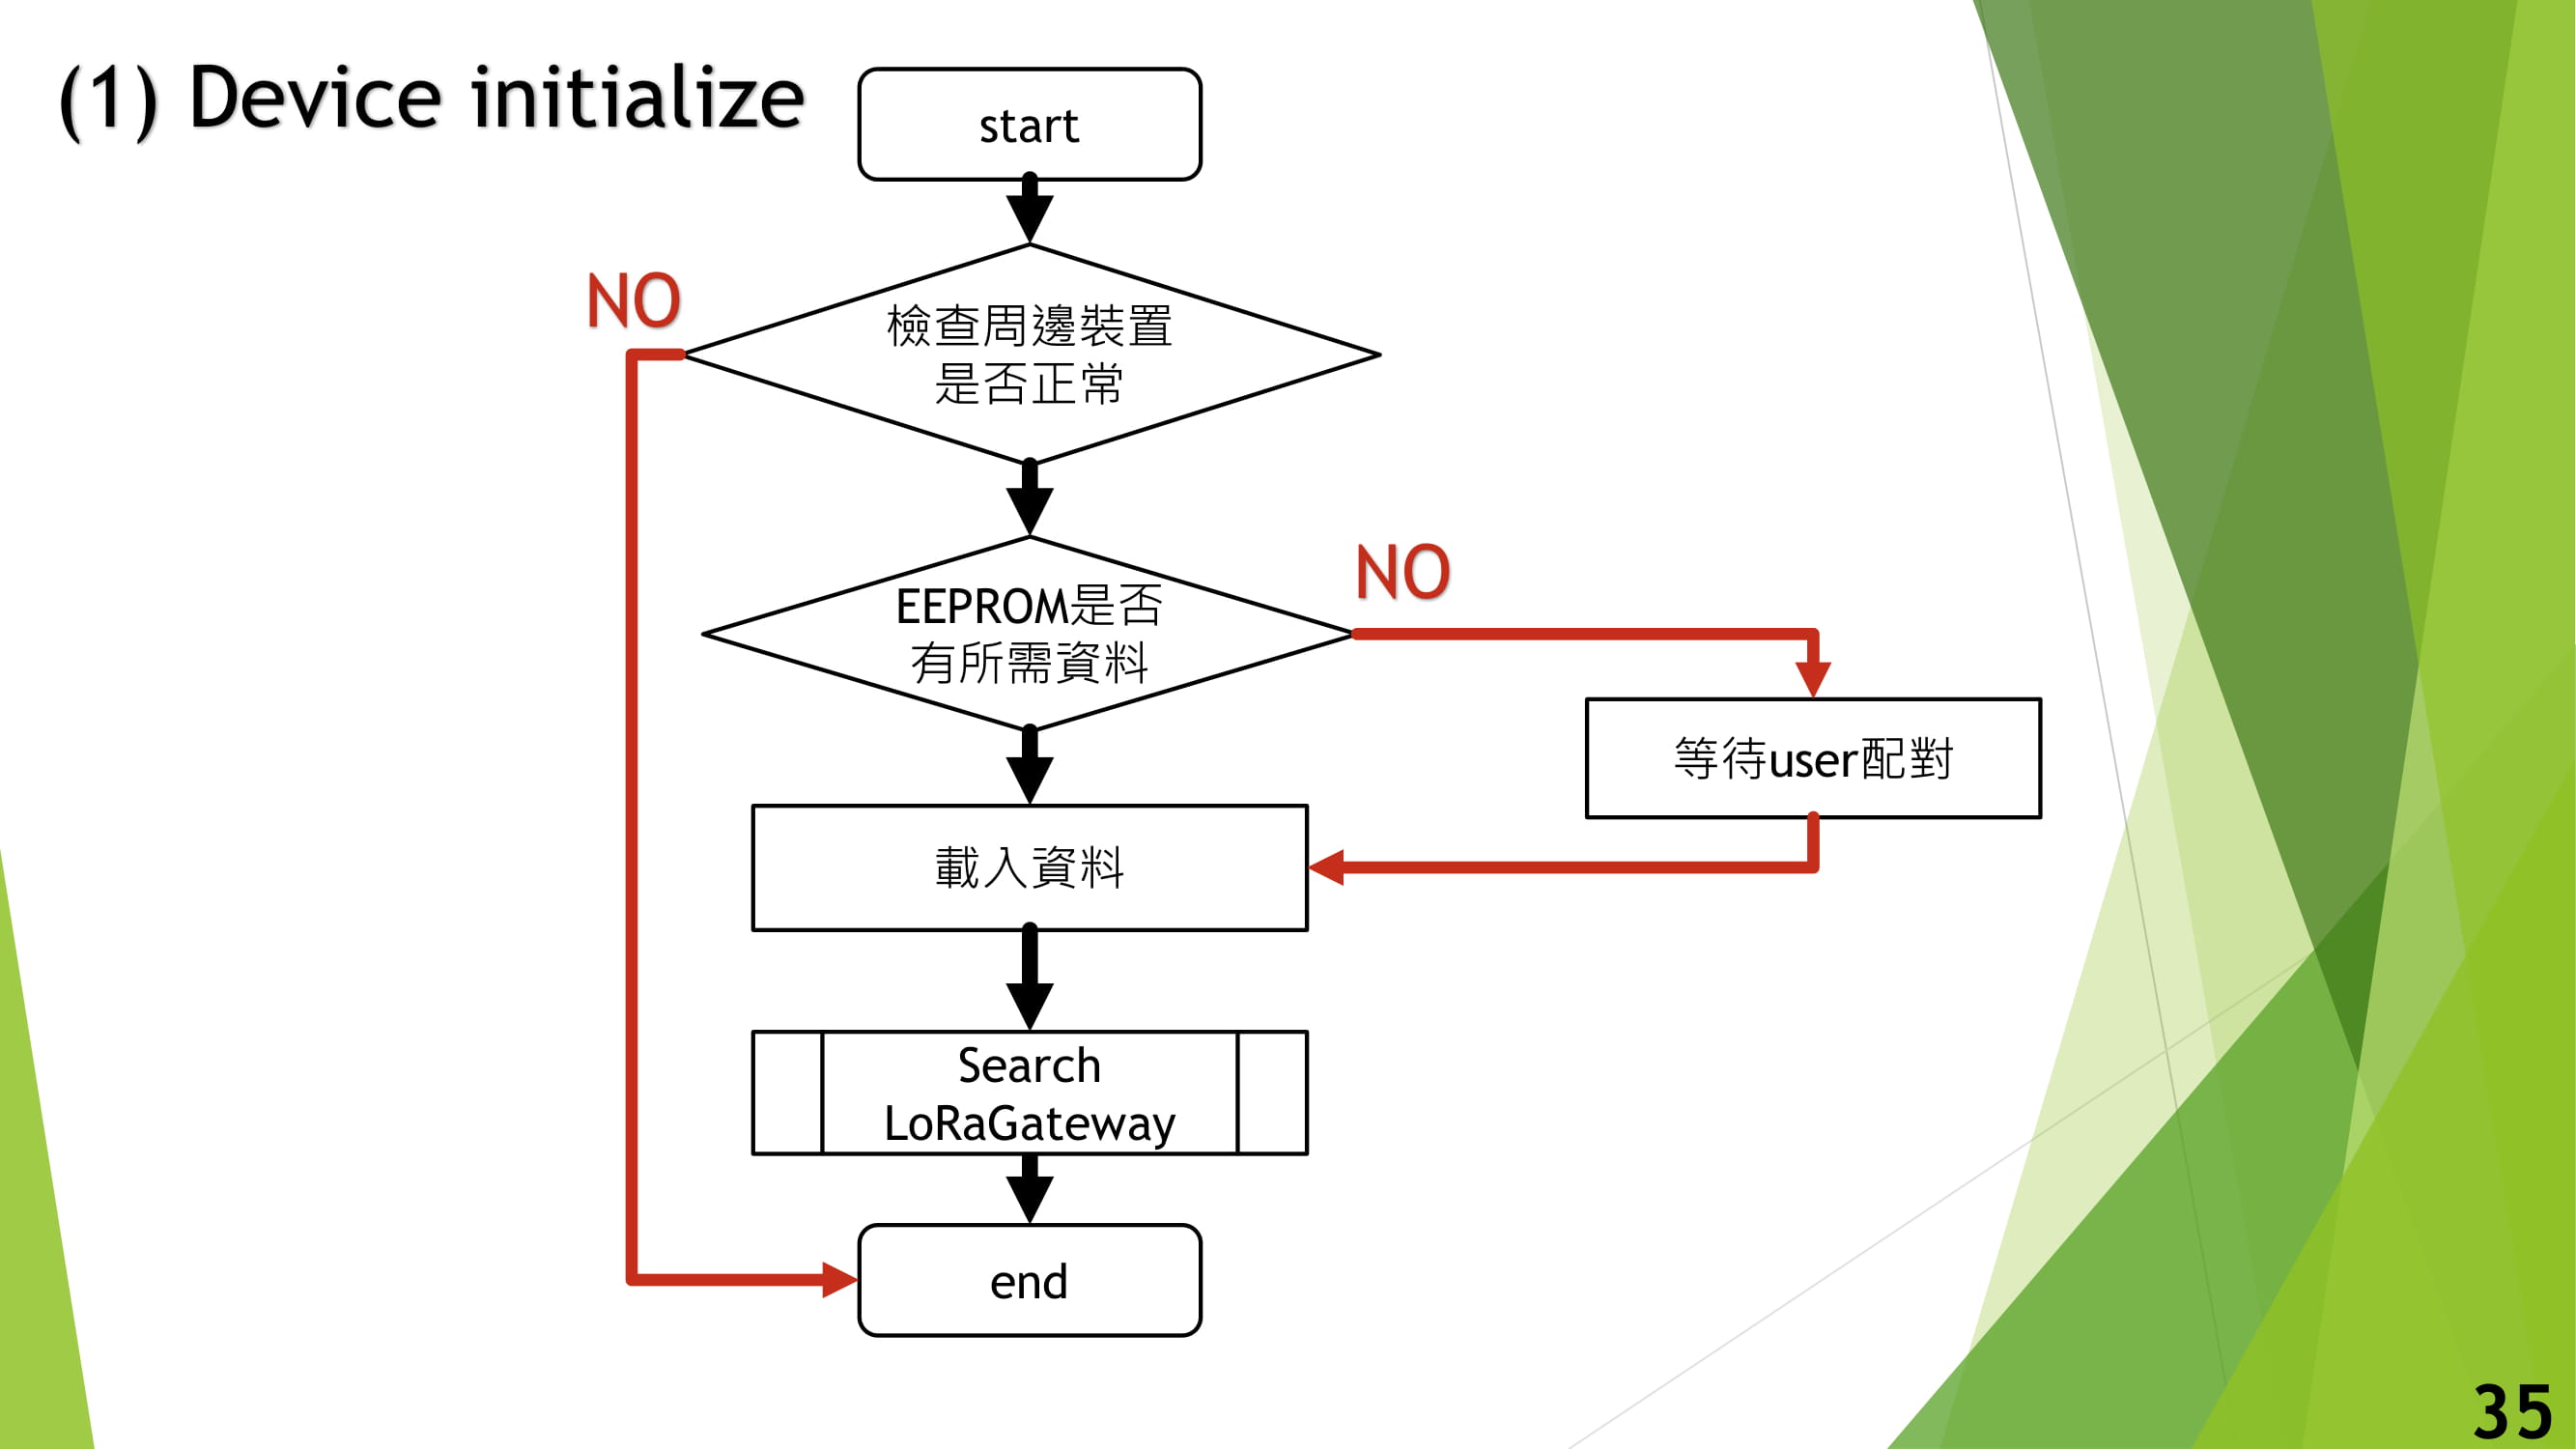 (1) Device initialize
start
NO
檢查周邊裝置
是否正常
NO
EEPROM是否
有所需資料
等待user配對
載入資料
Search
LoRaGateway
end
35